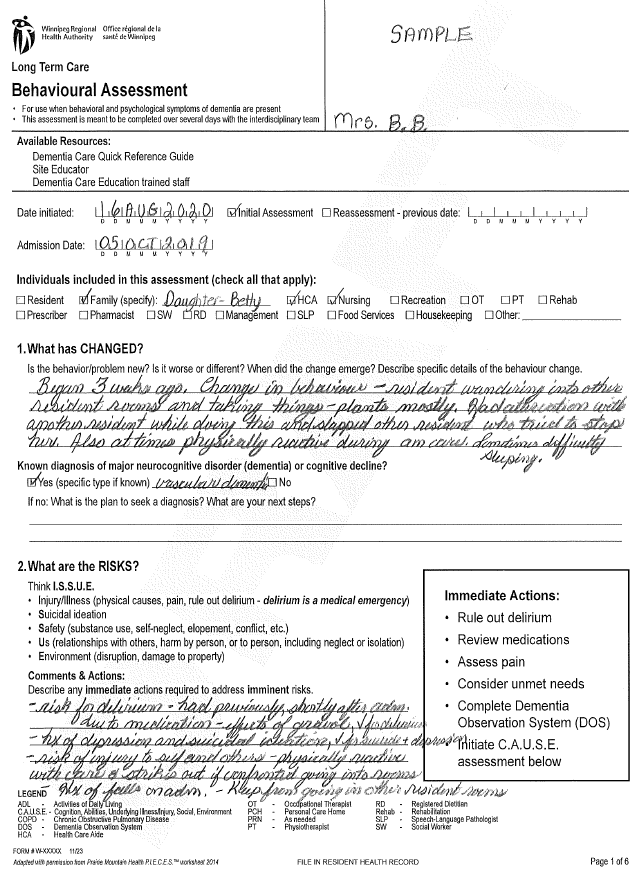 Winnipeg Regional Health Authority
Office régionale de la santé de Winnipeg
SAMPLE
Long Term Care
Behavioural Assessment
• For use when behavioral and psychological symptoms of dementia are present
• This assessment is meant to be completed over several days with the interdisciplinary team
Mrs. B.B.
Available Resources:
Dementia Care Quick Reference Guide
Site Educator
Dementia Care Education trained staff
Date initiated: 16AUG2020 ☑Initial Assessment ☐Reassessment - previous date:
D D M M M Y Y Y Y D D M M M Y Y Y Y
Admission Date: 05OCT2019
D D M M M Y Y Y Y
Individuals included in this assessment (check all that apply):
☐Resident ☑Family (specify): Daughter- Betty ☑HCA ☑Nursing ☐Recreation ☐OT ☐PT ☐Rehab
☐Prescriber ☐Pharmacist ☐SW ☐RD ☐Management ☐SLP ☐Food Services ☐Housekeeping ☐Other:
1. What has CHANGED?
Is the behavior/problem new? Is it worse or different? When did the change emerge? Describe specific details of the behaviour change.
Began 3 weeks ago. Change in behaviour - resident wandering into other
resident rooms and taking things - plants mostly. Had altercation with
another resident while doing this and slapped other resident who tried to stop
her. Also at times physically reactive during am care. Sometimes difficulty
sleeping.
Known diagnosis of major neurocognitive disorder (dementia) or cognitive decline?
☑Yes (specific type if known) vascular dementia ☐No
If no: What is the plan to seek a diagnosis? What are your next steps?
2. What are the RISKS?
Think I.S.S.U.E.
• Injury/Illness (physical causes, pain, rule out delirium - delirium is a medical emergency)
• Suicidal ideation
• Safety (substance use, self-neglect, elopement, conflict, etc.)
• Us (relationships with others, harm by person, or to person, including neglect or isolation)
• Environment (disruption, damage to property)
Immediate Actions:
• Rule out delirium
• Review medications
• Assess pain
• Consider unmet needs
• Complete Dementia Observation System (DOS)
• Initiate C.A.U.S.E. assessment below
Comments & Actions:
Describe any immediate actions required to address imminent risks.
- risk for delirium - had previously, shortly after adm.
due to medication - effects of gravol, √ for delirium
- hx of depression and suicidal ideation, √ for suicide + depression
- risk of injury to self and others - physically reactive
with care & strikes out if confronted going into rooms
- Hx of falls on adm. - Keep from going in other resident rooms
LEGEND
ADL - Activities of Daily Living OT - Occupational Therapist RD - Registered Dietitian
C.A.U.S.E. - Cognition, Abilities, Underlying Illness/Injury, Social, Environment PCH - Personal Care Home Rehab - Rehabilitation
COPD - Chronic Obstructive Pulmonary Disease PRN - As needed SLP - Speech-Language Pathologist
DOS - Dementia Observation System PT - Physiotherapist SW - Social Worker
HCA - Health Care Aide
FORM # W-XXXXX 11/23
Adapted with permission from Prairie Mountain Health P.I.E.C.E.S.™ worksheet 2014 FILE IN RESIDENT HEALTH RECORD Page 1 of 6